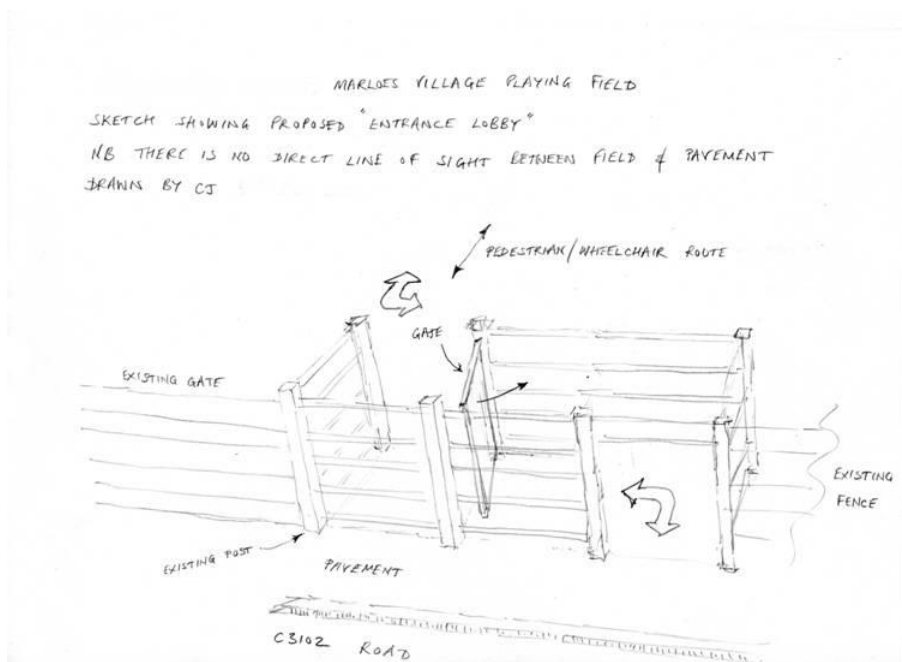 MARLOES VILLAGE PLAYING FIELD
SKETCH SHOWING PROPOSED "ENTRANCE LOBBY"
NB THERE IS NO DIRECT LINE OF SIGHT BETWEEN FIELD & PAVEMENT
DRAWN BY CJ
PEDESTRIAN/WHEELCHAIR ROUTE
GATE
EXISTING GATE
EXISTING
FENCE
EXISTING POST
PAVEMENT
C3102 ROAD